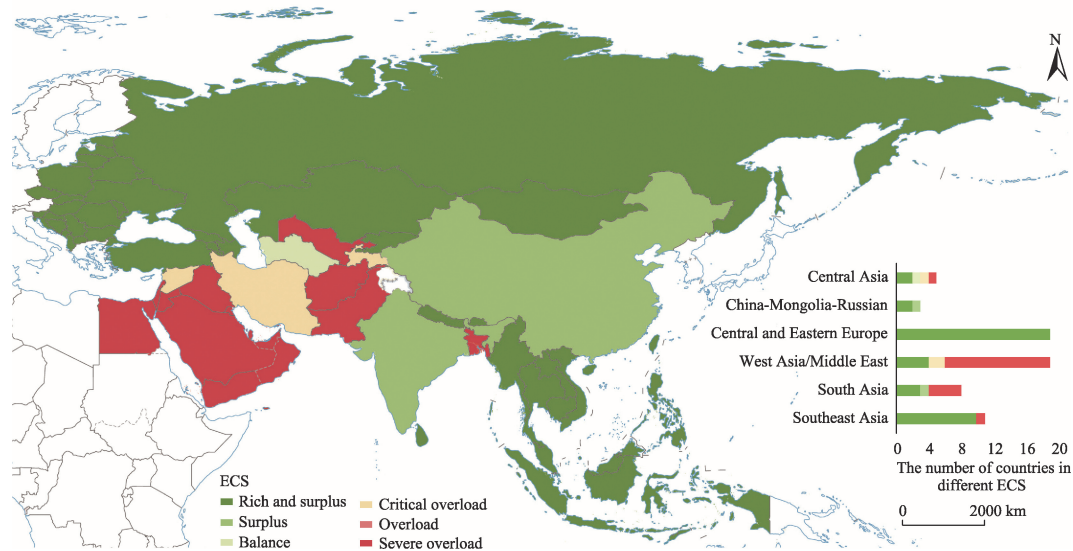 N
Central Asia
China-Mongolia-Russian
Central and Eastern Europe
West Asia/Middle East
South Asia
Southeast Asia
0 4 8 12 16 20
The number of countries in
different ECS
0 2000 km
ECS
Rich and surplus
Surplus
Balance
Critical overload
Overload
Severe overload